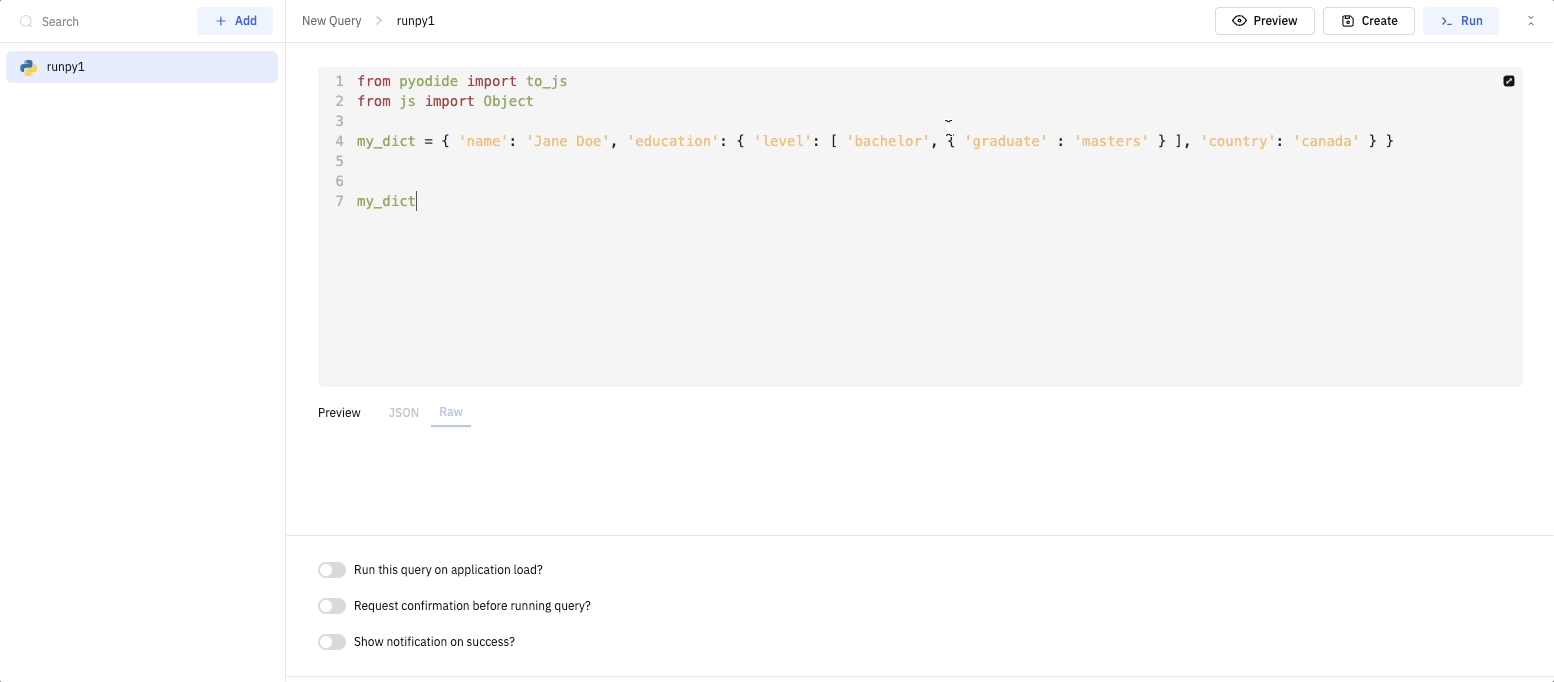 Search
+ Add
New Query > runpy1
Preview
Create
>_ Run
runpy1
1 from pyodide import to_js
2 from js import Object
3
4 my_dict = { 'name': 'Jane Doe', 'education': { 'level': [ 'bachelor', { 'graduate' : 'masters' } ], 'country': 'canada' } }
5
6
7 my_dict
Preview JSON Raw
Run this query on application load?
Request confirmation before running query?
Show notification on success?